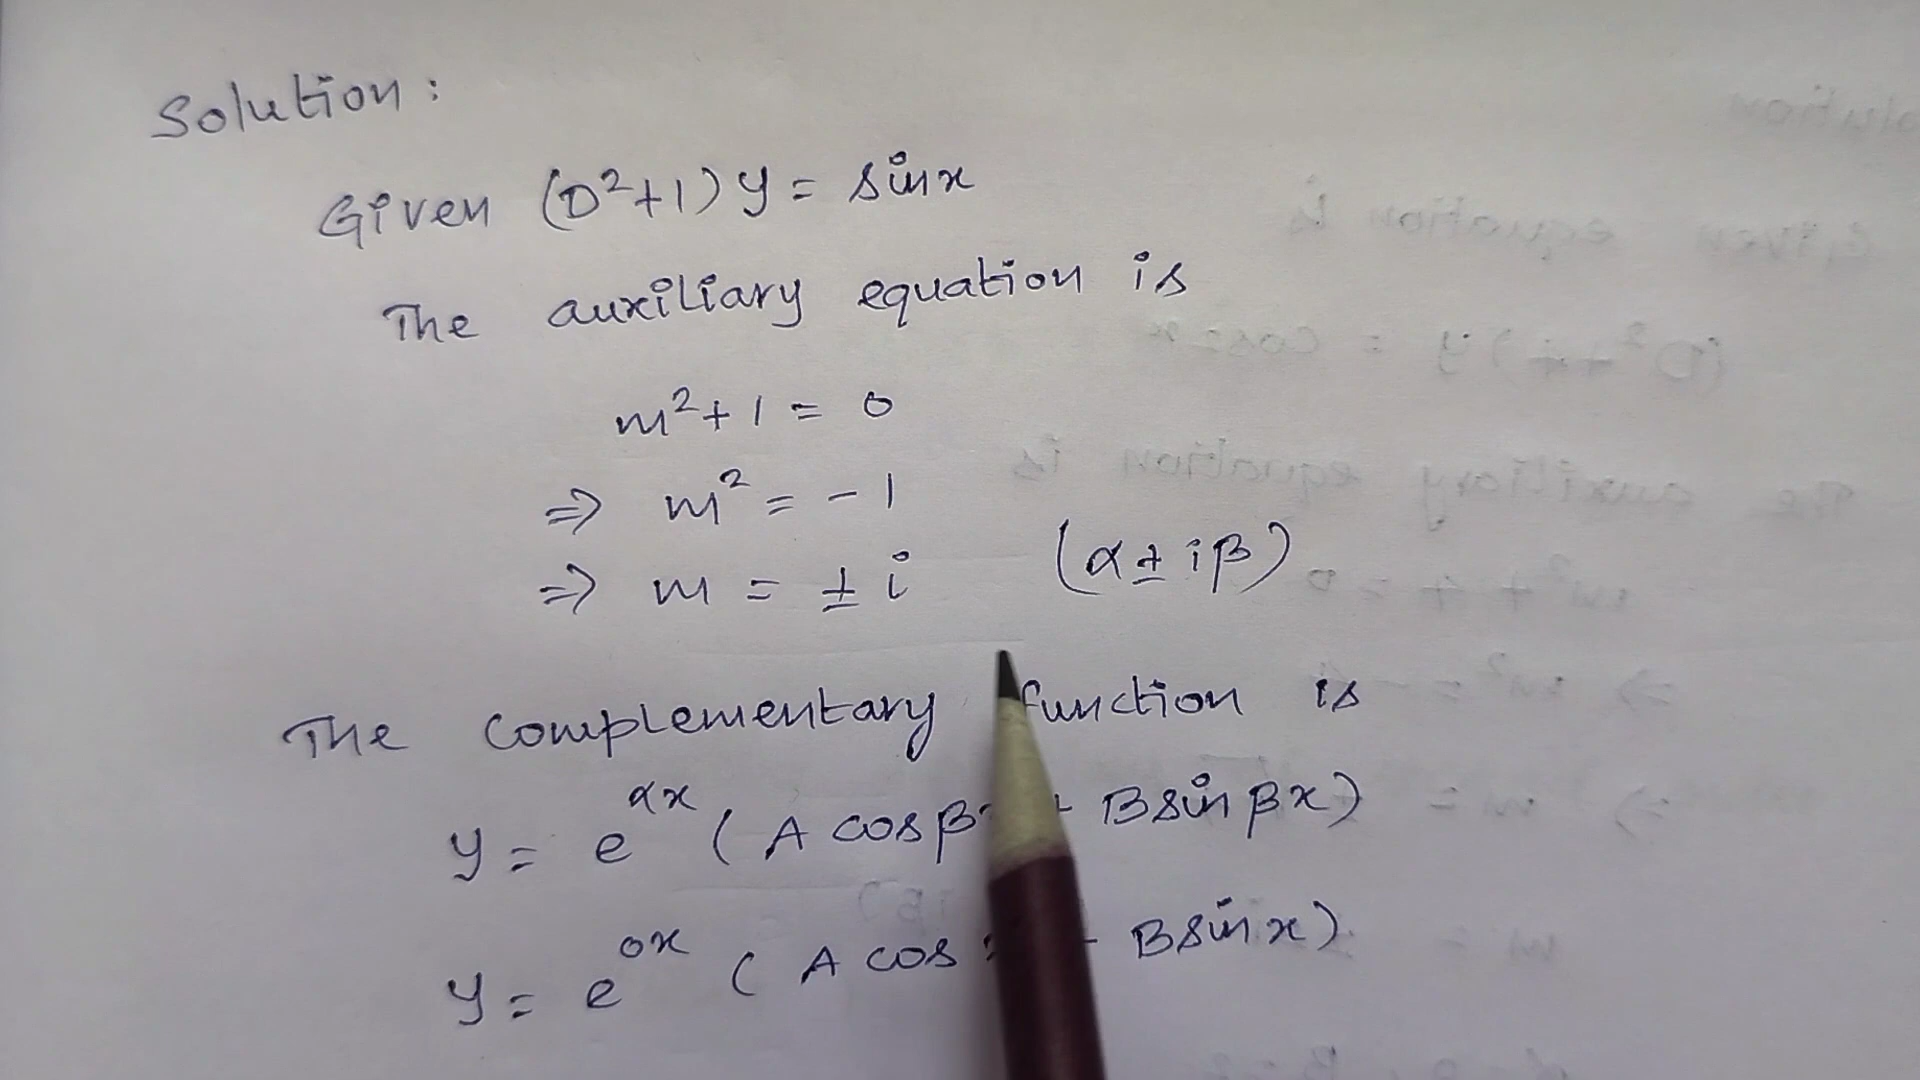 Solution:
Given (D²+1) y = sin x
The auxiliary equation is
m²+1 = 0
⇒ m² = -1
⇒ m = ± i (α ± iβ)
The complementary function is
y = e^{αx} ( A cos β + B sin βx )
y = e^{0x} ( A cos - B sin x )